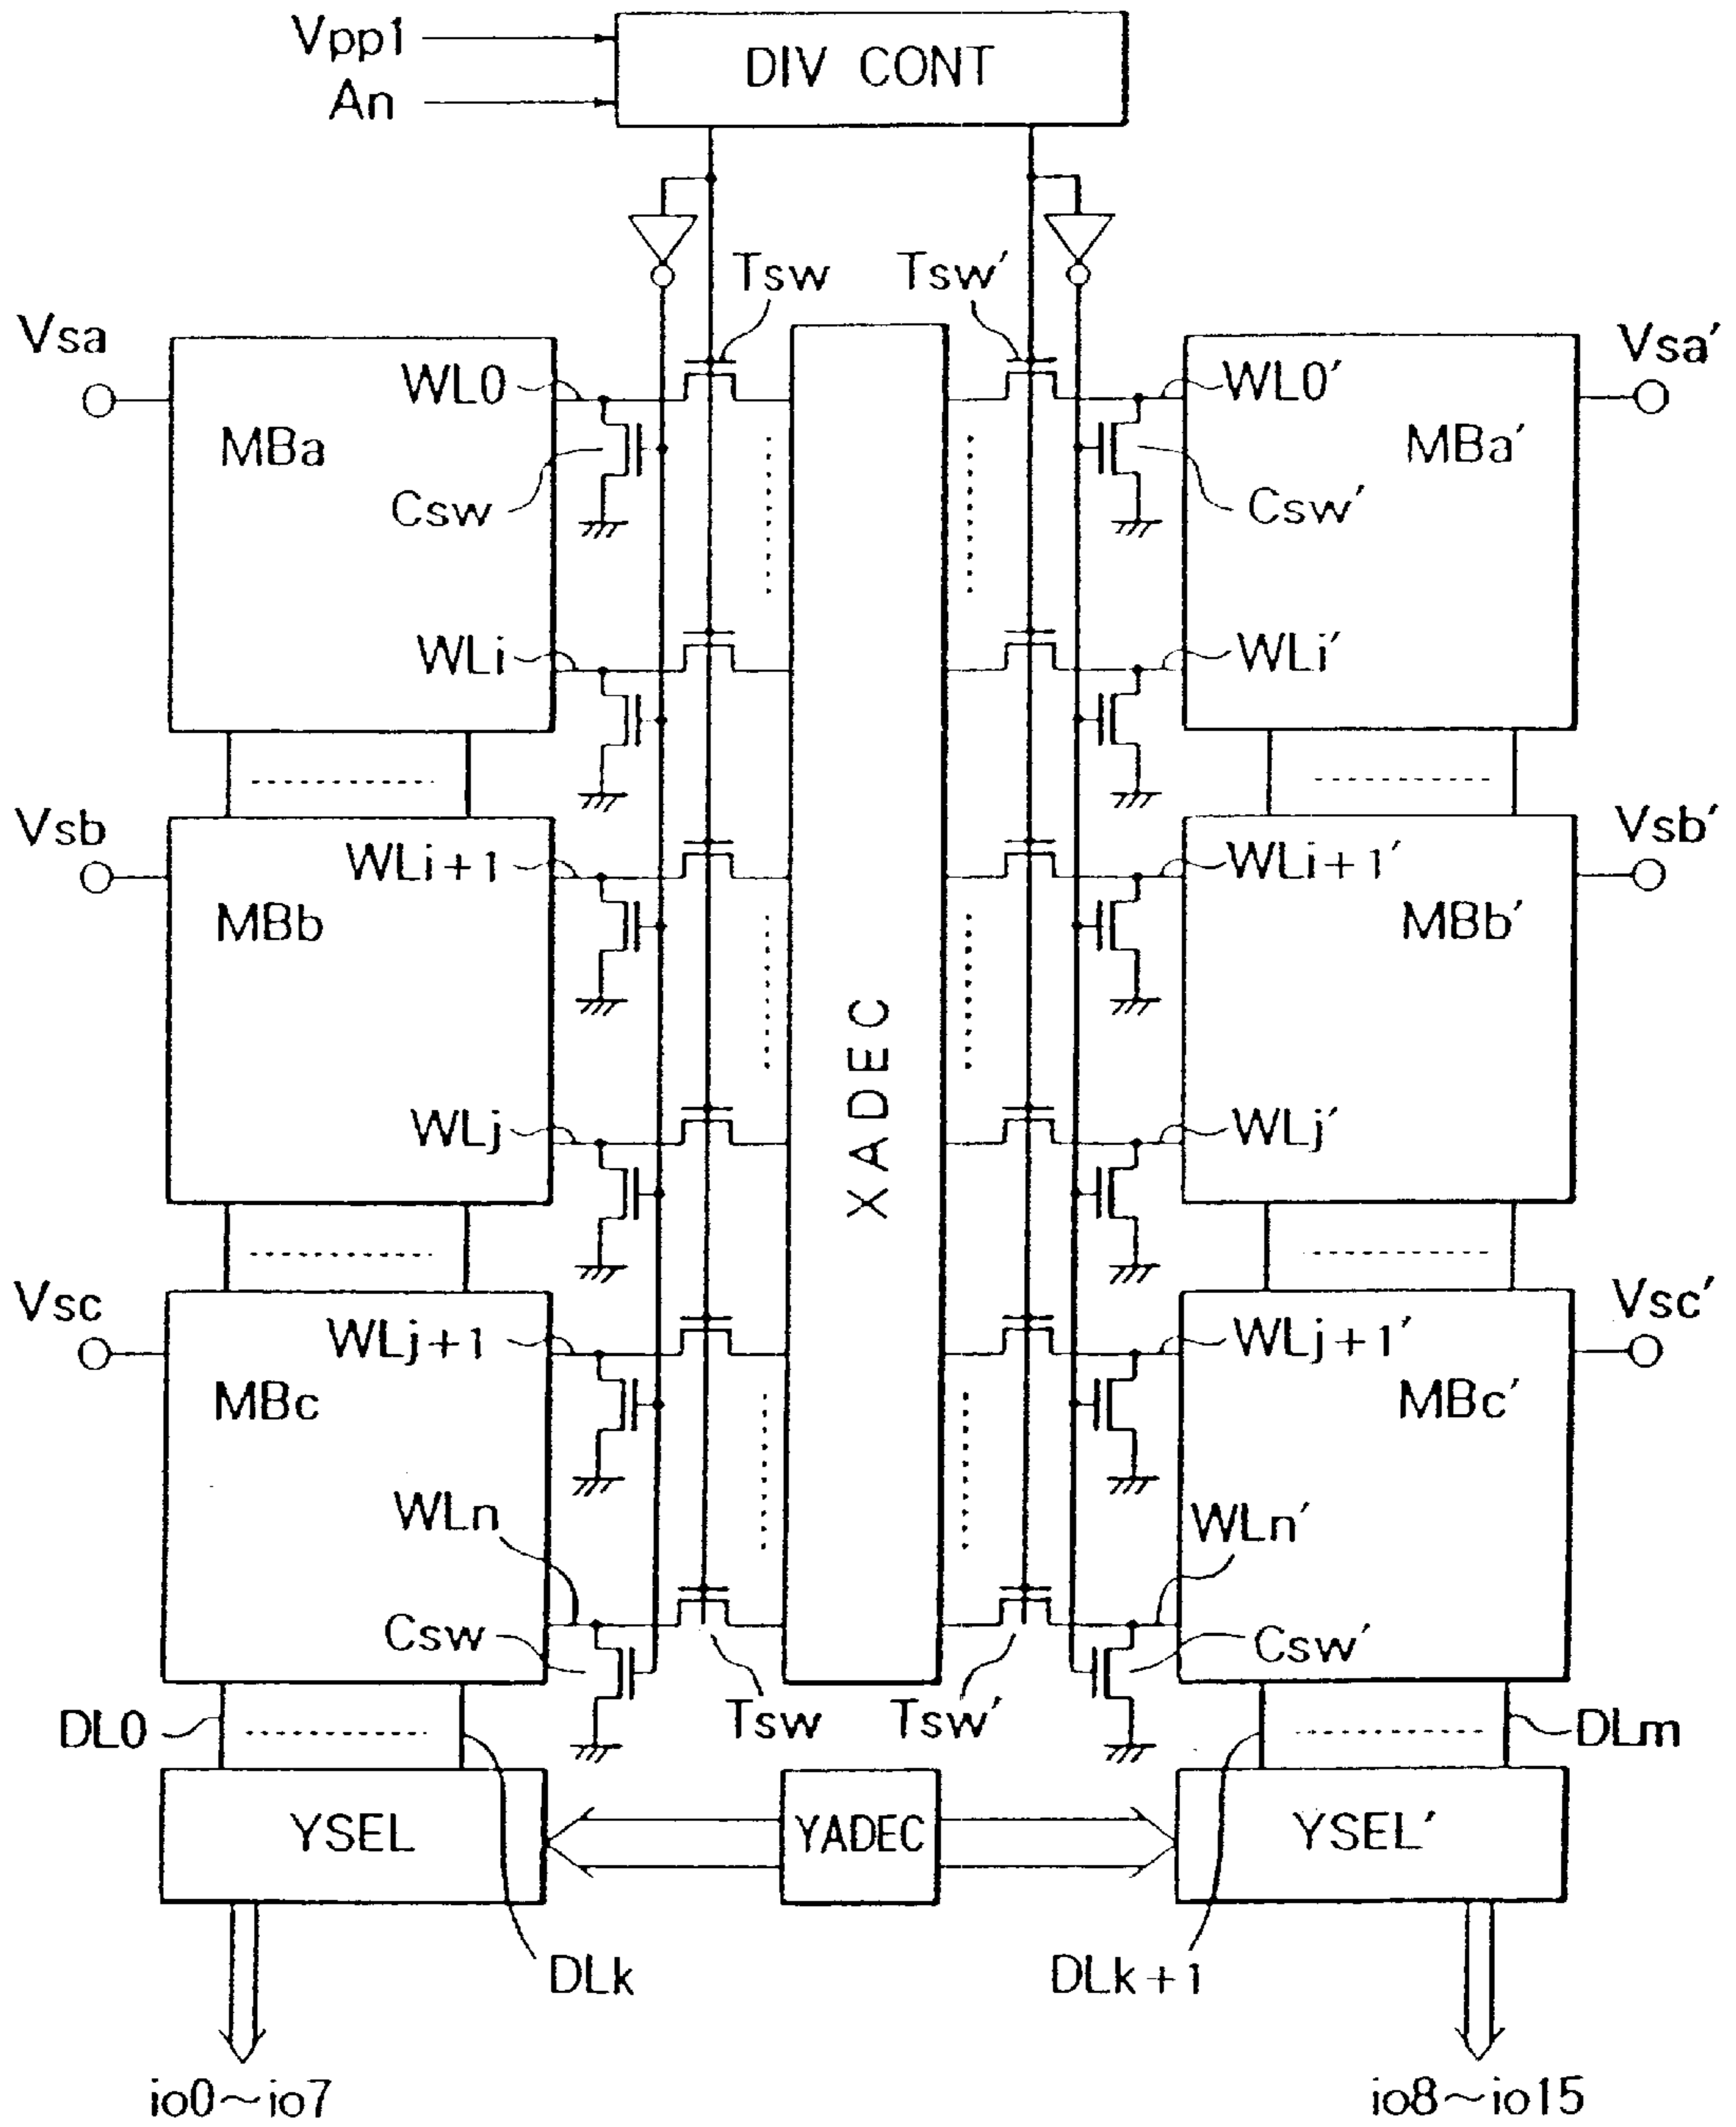 Vpp1
An
DIV CONT
Tsw
Tsw'
Vsa
WL0
WL0'
Vsa'
MBa
MBa'
Csw
Csw'
WLi
WLi'
Vsb
WLi+1
WLi+1'
Vsb'
MBb
MBb'
XADEC
WLj
WLj'
Vsc
WLj+1
WLj+1'
Vsc'
MBc
MBc'
WLn
WLn'
Csw
Csw'
DL0
Tsw
Tsw'
DLm
YSEL
YADEC
YSEL'
DLk
DLk+1
io0~io7
io8~io15